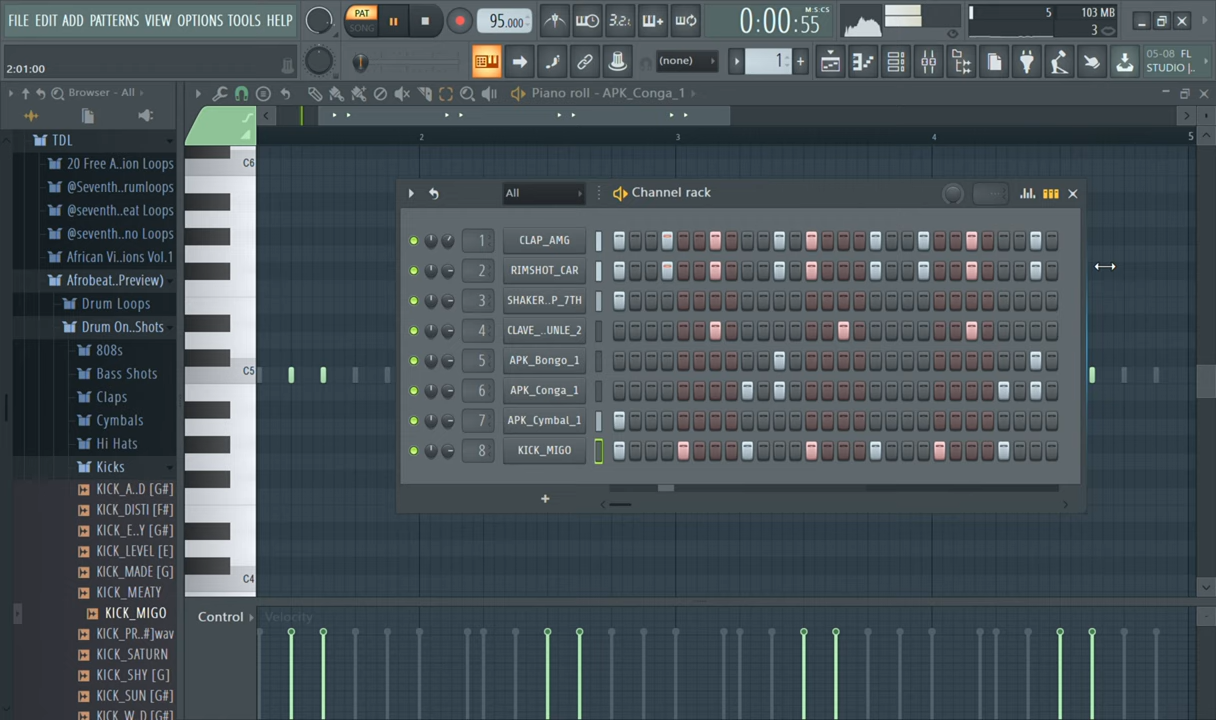 FILE EDIT ADD PATTERNS VIEW OPTIONS TOOLS HELP
PAT
SONG
95.000
3.2.
0:00:55
M:S:CS
5
103 MB
3
2:01:00
(none)
1
05-08 FL
STUDIO |..
Browser - All
Piano roll - APK_Conga_1
TDL
20 Free A..ion Loops
@Seventh..rumloops
@seventh..eat Loops
@seventh..no Loops
African Vi..ions Vol.1
Afrobeat..Preview)
Drum Loops
Drum On..Shots
808s
Bass Shots
Claps
Cymbals
Hi Hats
Kicks
KICK_A..D [G#]
KICK_DISTI [F#]
KICK_E..Y [G#]
KICK_LEVEL [E]
KICK_MADE [G]
KICK_MEATY
KICK_MIGO
KICK_PR..#]wav
KICK_SATURN
KICK_SHY [G]
KICK_SUN [G#]
KICK_W_D [G#]
2
3
4
5
C6
C5
C4
All
Channel rack
1
CLAP_AMG
2
RIMSHOT_CAR
3
SHAKER..P_7TH
4
CLAVE_..UNLE_2
5
APK_Bongo_1
6
APK_Conga_1
7
APK_Cymbal_1
8
KICK_MIGO
+
Control
Velocity